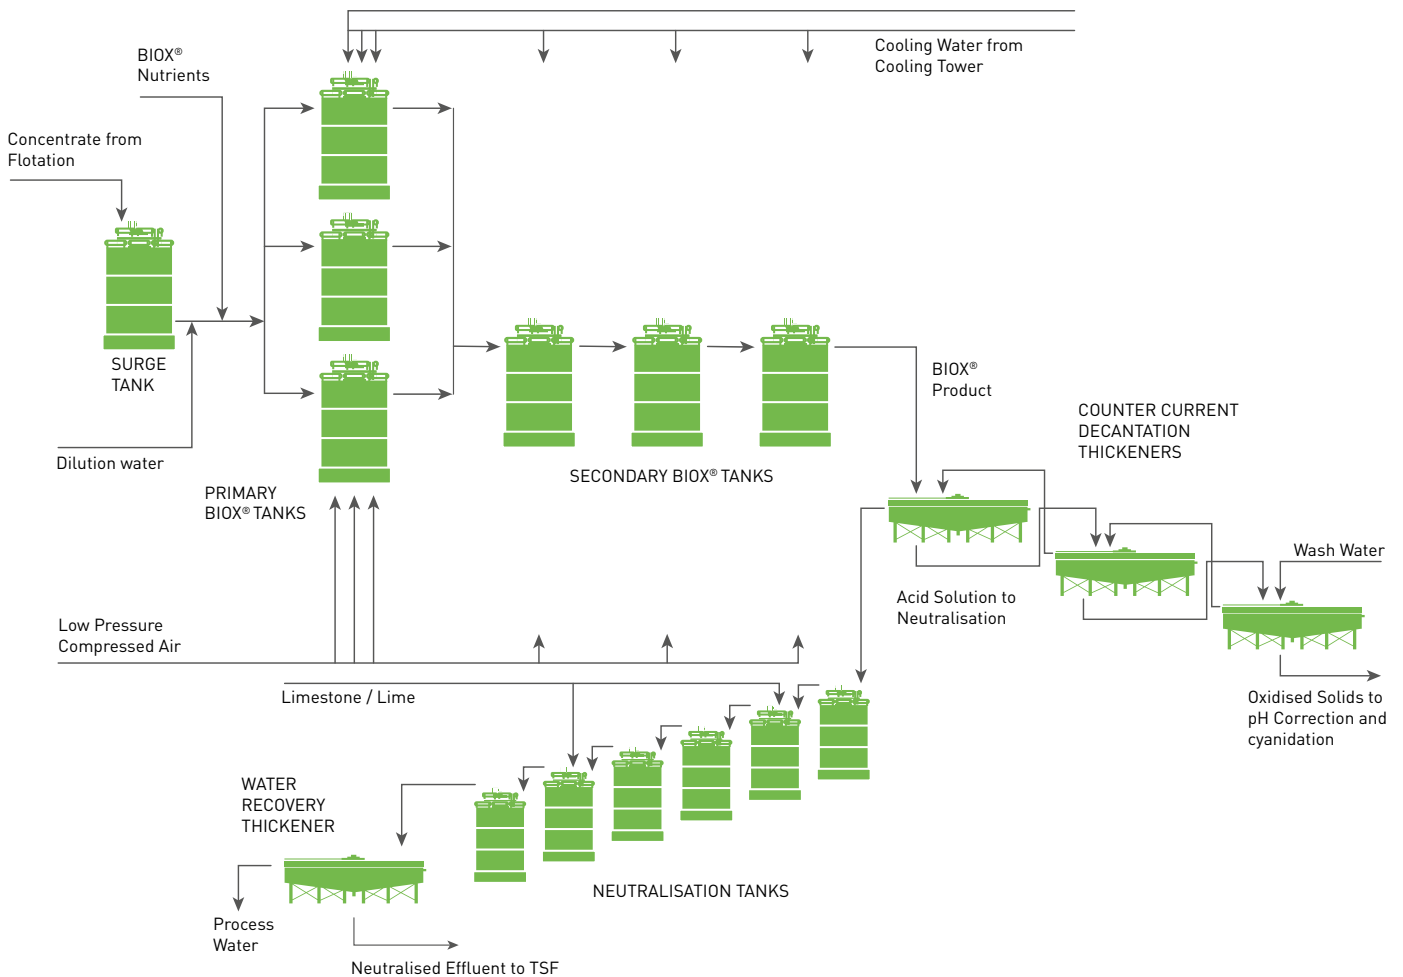 BIOX®
Nutrients
Cooling Water from
Cooling Tower
Concentrate from
Flotation
SURGE
TANK
Dilution water
PRIMARY
BIOX® TANKS
SECONDARY BIOX® TANKS
BIOX®
Product
COUNTER CURRENT
DECANTATION
THICKENERS
Wash Water
Acid Solution to
Neutralisation
Low Pressure
Compressed Air
Limestone / Lime
Oxidised Solids to
pH Correction and
cyanidation
WATER
RECOVERY
THICKENER
NEUTRALISATION TANKS
Process
Water
Neutralised Effluent to TSF